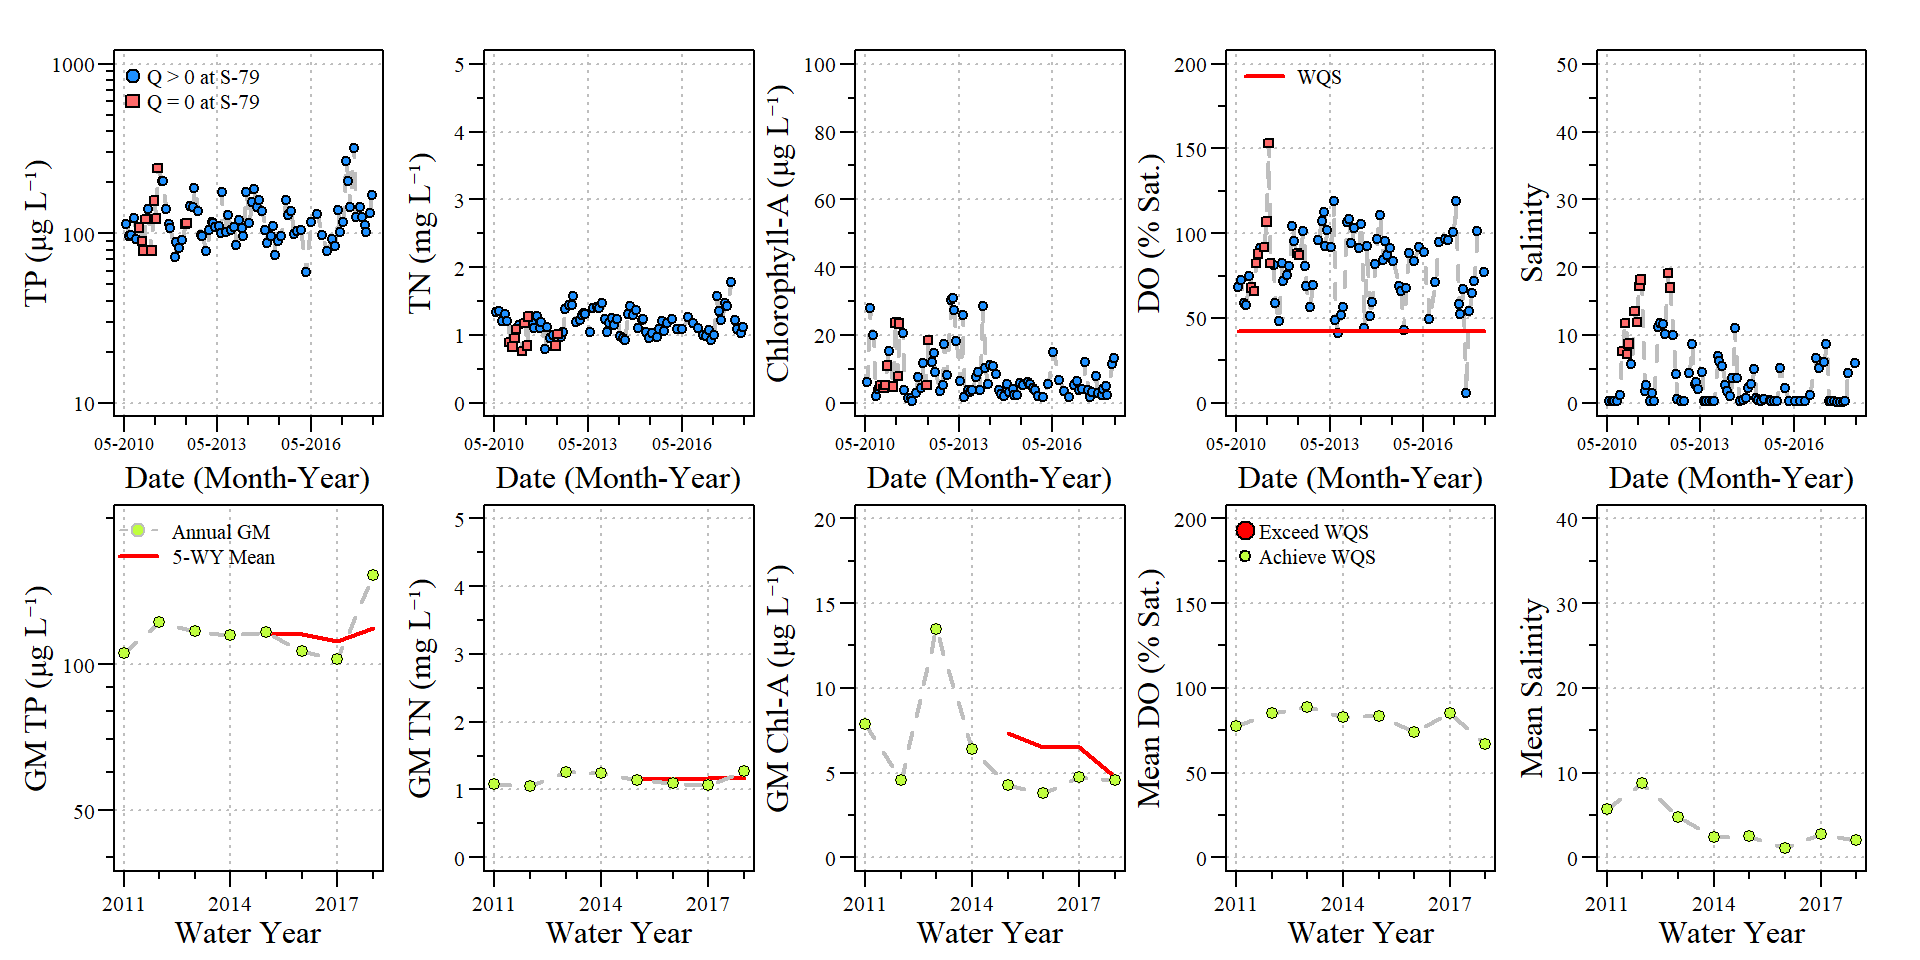 TP (µg L⁻¹)
1000
100
10
Q > 0 at S-79
Q = 0 at S-79
05-2010 05-2013 05-2016
Date (Month-Year)
TN (mg L⁻¹)
5
4
3
2
1
0
05-2010 05-2013 05-2016
Date (Month-Year)
Chlorophyll-A (µg L⁻¹)
100
80
60
40
20
0
05-2010 05-2013 05-2016
Date (Month-Year)
DO (% Sat.)
200
150
100
50
0
WQS
05-2010 05-2013 05-2016
Date (Month-Year)
Salinity
50
40
30
20
10
0
05-2010 05-2013 05-2016
Date (Month-Year)
GM TP (µg L⁻¹)
100
50
Annual GM
5-WY Mean
2011 2014 2017
Water Year
GM TN (mg L⁻¹)
5
4
3
2
1
0
2011 2014 2017
Water Year
GM Chl-A (µg L⁻¹)
20
15
10
5
0
2011 2014 2017
Water Year
Mean DO (% Sat.)
200
150
100
50
0
Exceed WQS
Achieve WQS
2011 2014 2017
Water Year
Mean Salinity
40
30
20
10
0
2011 2014 2017
Water Year